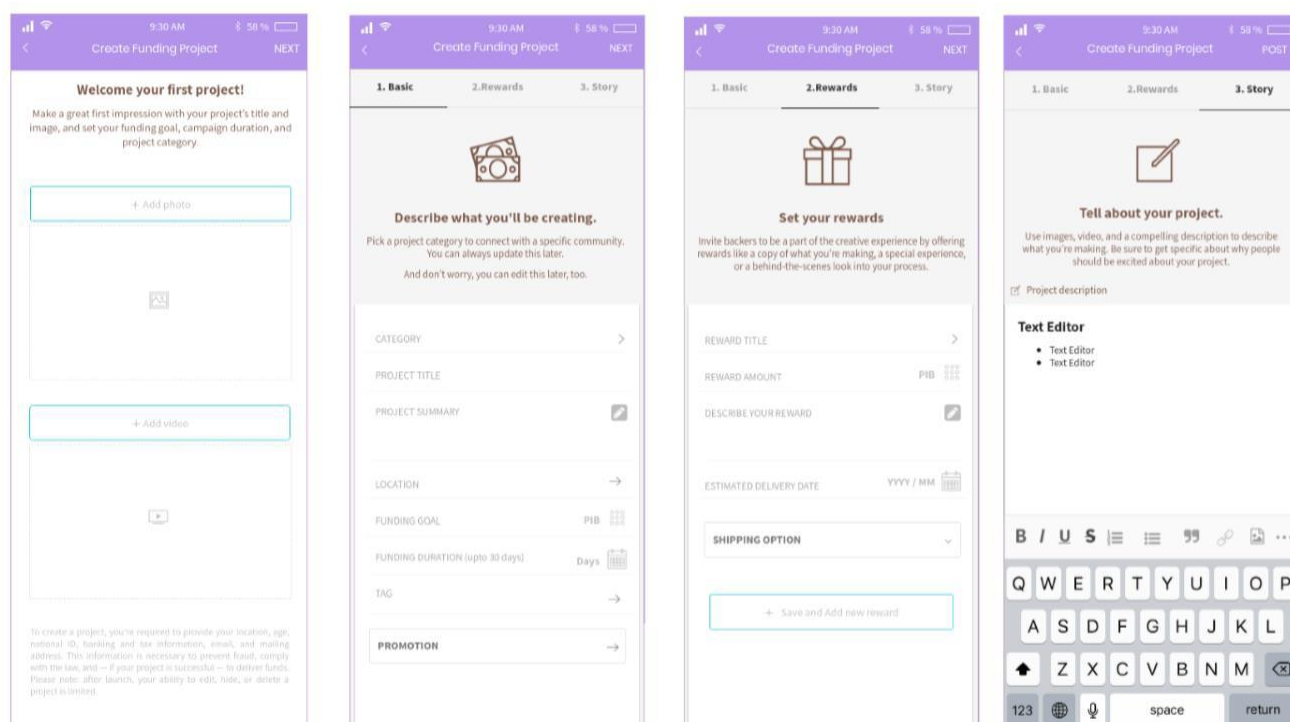 9:30 AM
58 %
Create Funding Project
NEXT
Welcome your first project!
Make a great first impression with your project's title and
image, and set your funding goal, campaign duration, and
project category.
+ Add photo
+ Add video
To create a project, you're required to provide your location, age,
national ID, banking and tax information, email, and mailing
address. This information is necessary to prevent fraud, comply
with the law, and — if your project is successful — to deliver funds.
Please note: after launch, your ability to edit, hide, or delete a
project is limited.
9:30 AM
58 %
Create Funding Project
NEXT
1. Basic
2.Rewards
3. Story
Describe what you'll be creating.
Pick a project category to connect with a specific community.
You can always update this later.
And don't worry, you can edit this later, too.
CATEGORY
PROJECT TITLE
PROJECT SUMMARY
LOCATION
FUNDING GOAL
PIB
FUNDING DURATION (upto 30 days)
Days
TAG
PROMOTION
9:30 AM
58 %
Create Funding Project
NEXT
1. Basic
2.Rewards
3. Story
Set your rewards
Invite backers to be a part of the creative experience by offering
rewards like a copy of what you're making, a special experience,
or a behind-the-scenes look into your process.
REWARD TITLE
REWARD AMOUNT
PIB
DESCRIBE YOUR REWARD
ESTIMATED DELIVERY DATE
YYYY / MM
SHIPPING OPTION
+ Save and Add new reward
9:30 AM
58 %
Create Funding Project
POST
1. Basic
2.Rewards
3. Story
Tell about your project.
Use images, video, and a compelling description to describe
what you're making. Be sure to get specific about why people
should be excited about your project.
Project description
Text Editor
• Text Editor
• Text Editor
B I U S
Q W E R T Y U I O P
A S D F G H J K L
Z X C V B N M
123
space
return